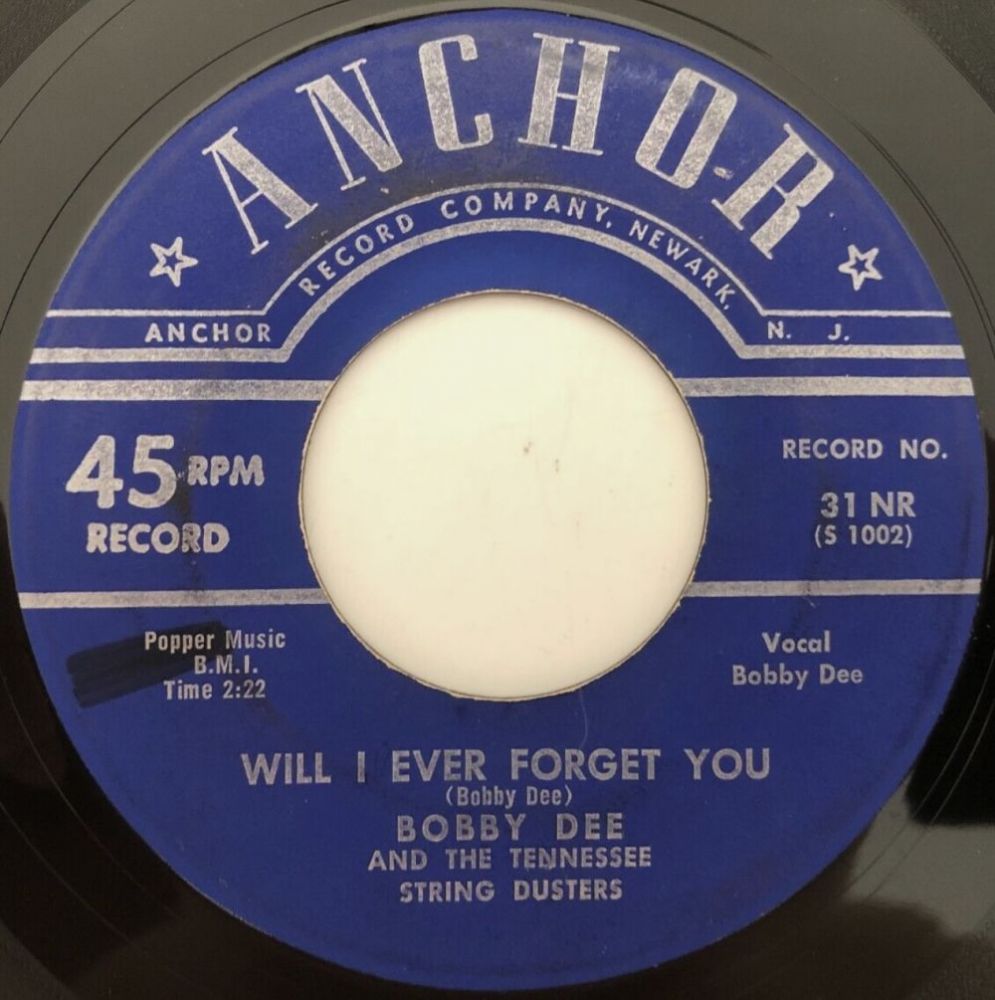 ANCHOR
ANCHOR RECORD COMPANY, NEWARK, N. J.
45 RPM
RECORD
RECORD NO.
31 NR
(S 1002)
Popper Music
B.M.I.
Time 2:22
Vocal
Bobby Dee
WILL I EVER FORGET YOU
(Bobby Dee)
BOBBY DEE
AND THE TENNESSEE
STRING DUSTERS